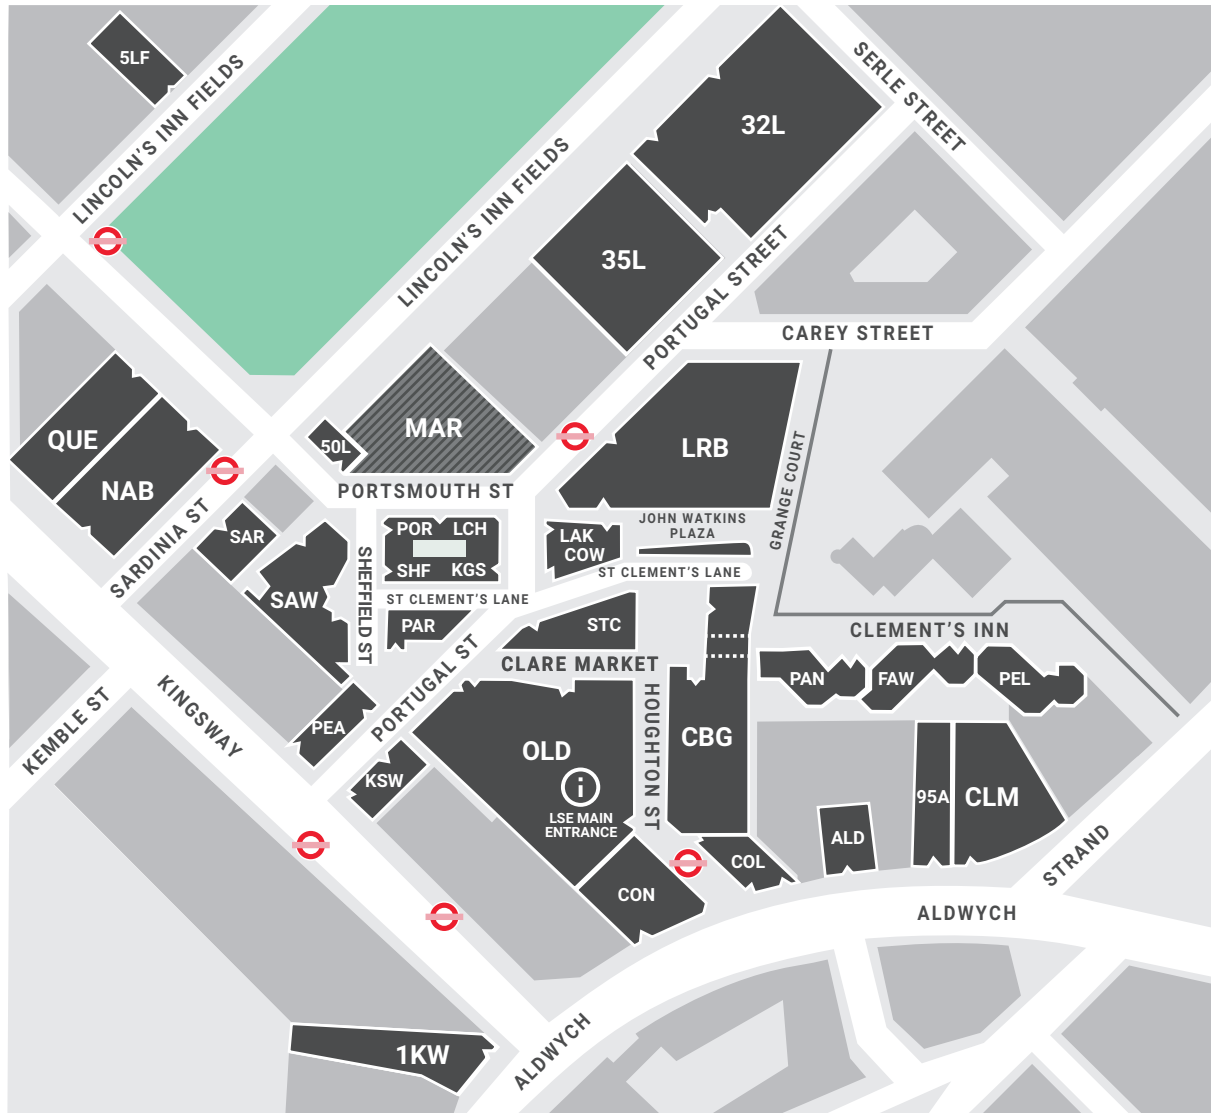 5LF
LINCOLN'S INN FIELDS
SERLE STREET
32L
LINCOLN'S INN FIELDS
35L
PORTUGAL STREET
CAREY STREET
MAR
50L
QUE
LRB
NAB
PORTSMOUTH ST
GRANGE COURT
SARDINIA ST
SAR
POR
LCH
SHF
KGS
LAK
COW
JOHN WATKINS
PLAZA
ST CLEMENT'S LANE
SHEFFIELD ST
SAW
ST CLEMENT'S LANE
PAR
STC
CLEMENT'S INN
CLARE MARKET
PORTUGAL ST
PAN
FAW
PEL
KEMBLE ST
KINGSWAY
PEA
HOUGHTON ST
CBG
OLD
i
LSE MAIN
ENTRANCE
KSW
95A
CLM
ALD
COL
STRAND
CON
ALDWYCH
1KW
ALDWYCH